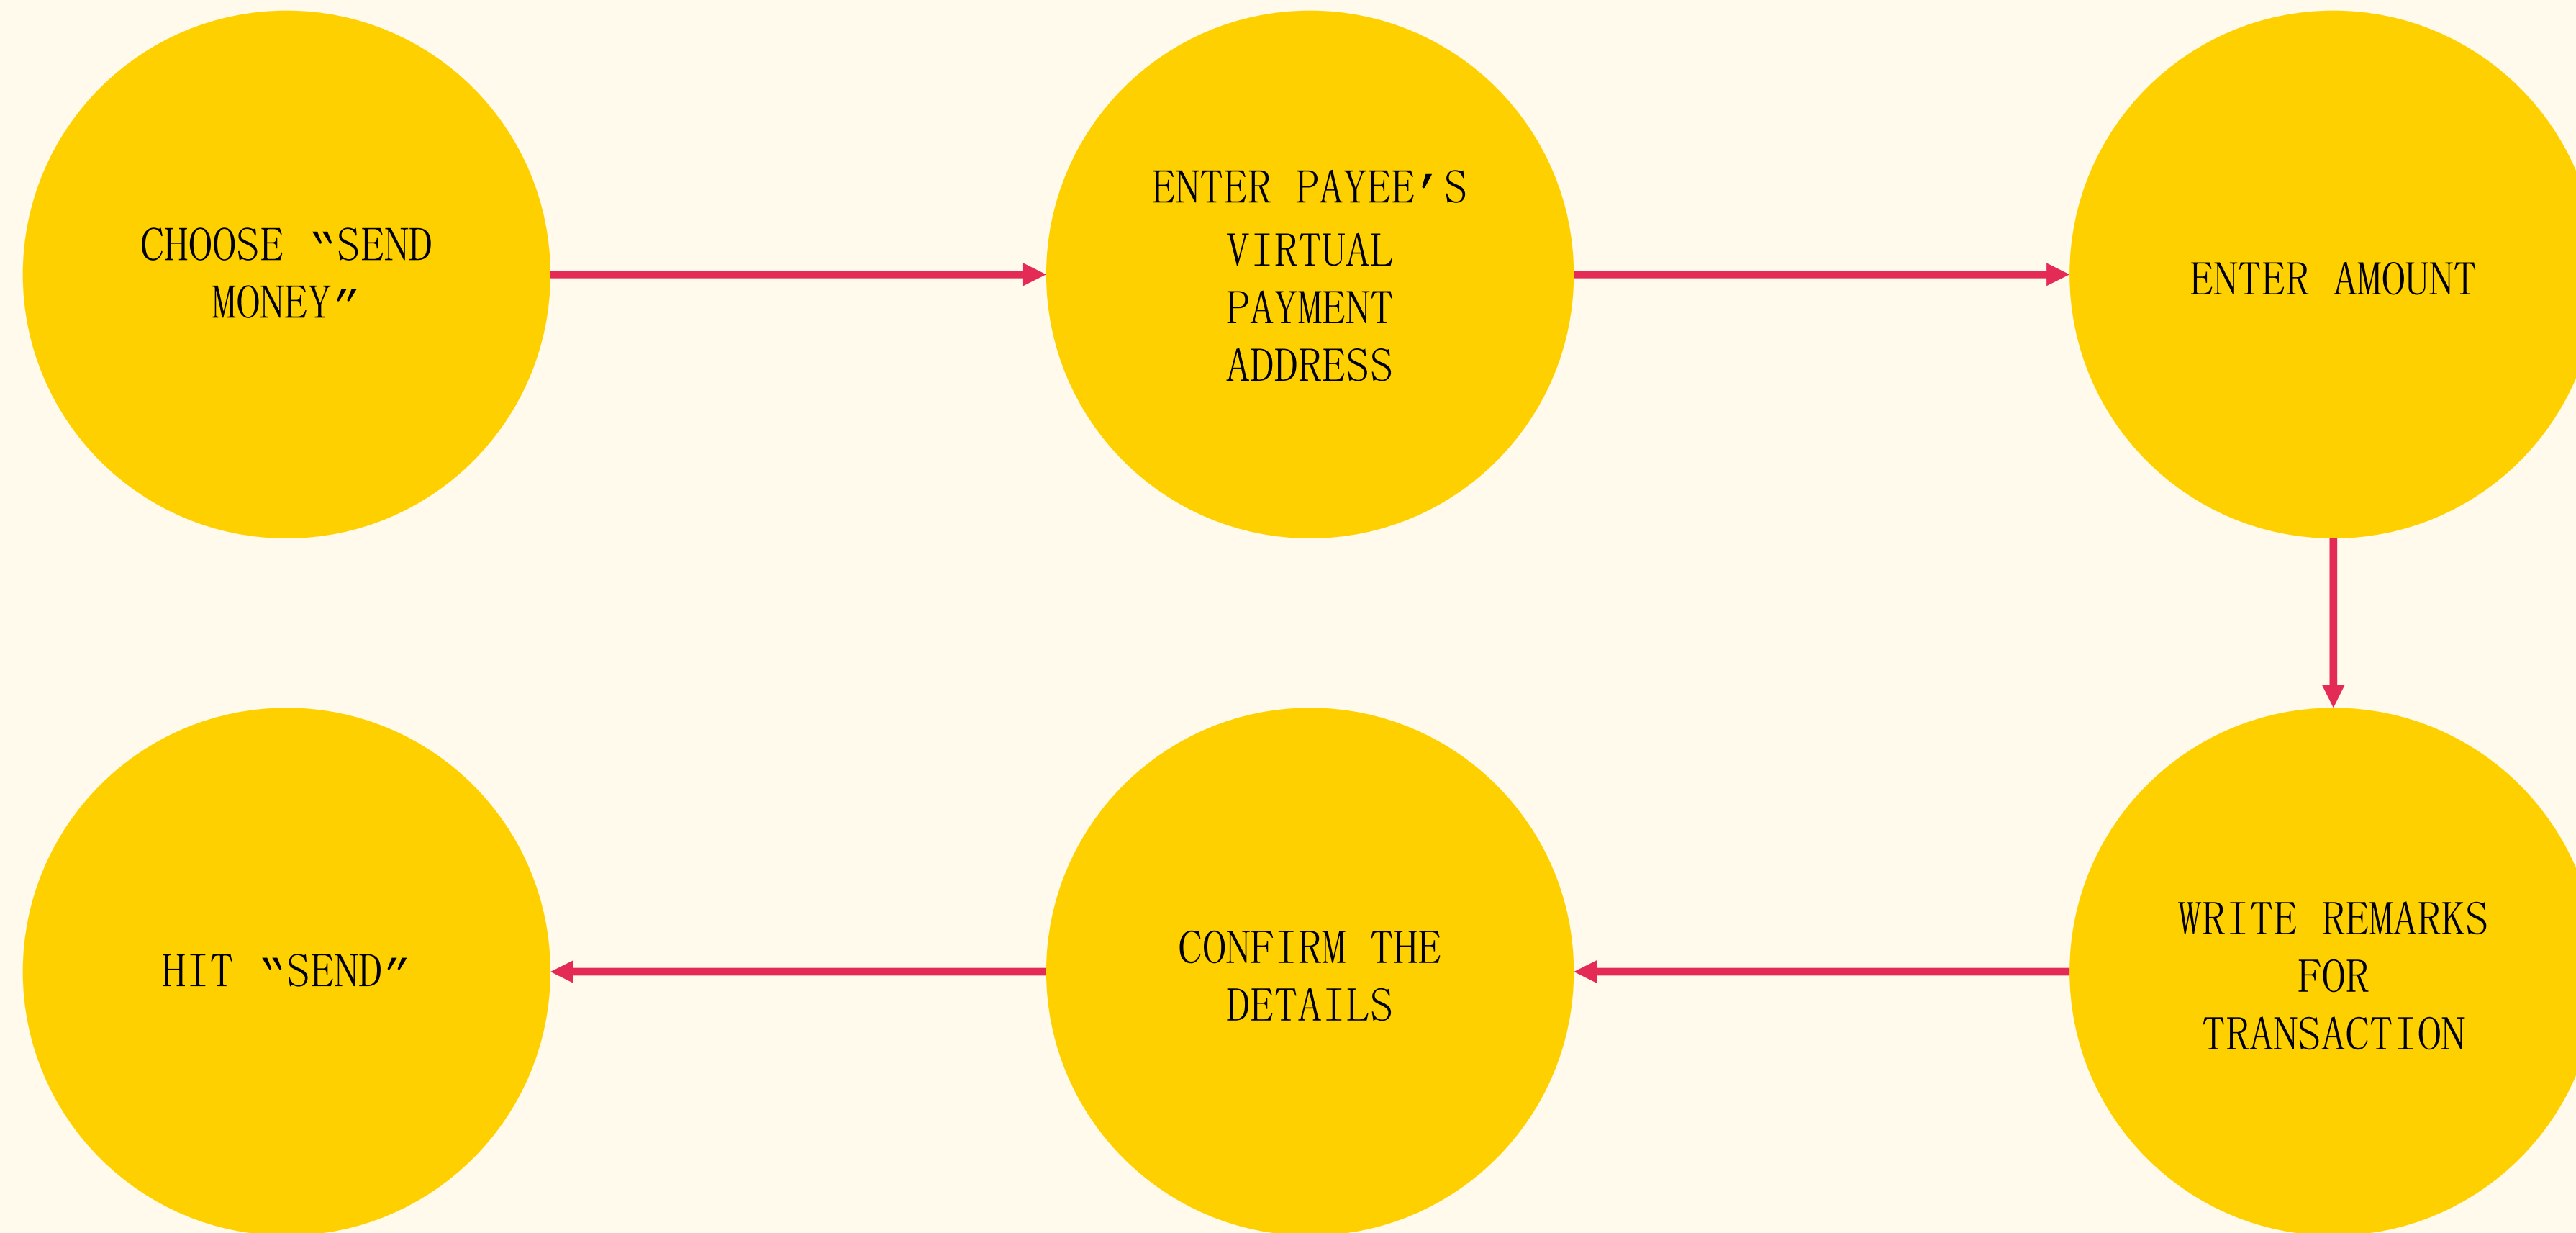 CHOOSE “SEND
MONEY”
ENTER PAYEE’S
VIRTUAL
PAYMENT
ADDRESS
ENTER AMOUNT
WRITE REMARKS
FOR
TRANSACTION
CONFIRM THE
DETAILS
HIT “SEND”